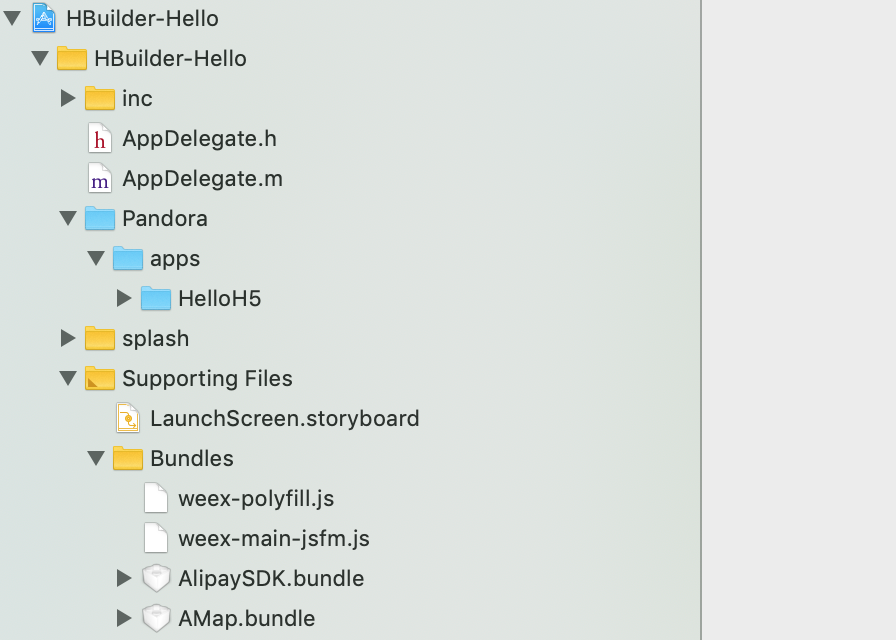 HBuilder-Hello
HBuilder-Hello
inc
h AppDelegate.h
m AppDelegate.m
Pandora
apps
HelloH5
splash
Supporting Files
LaunchScreen.storyboard
Bundles
weex-polyfill.js
weex-main-jsfm.js
AlipaySDK.bundle
AMap.bundle